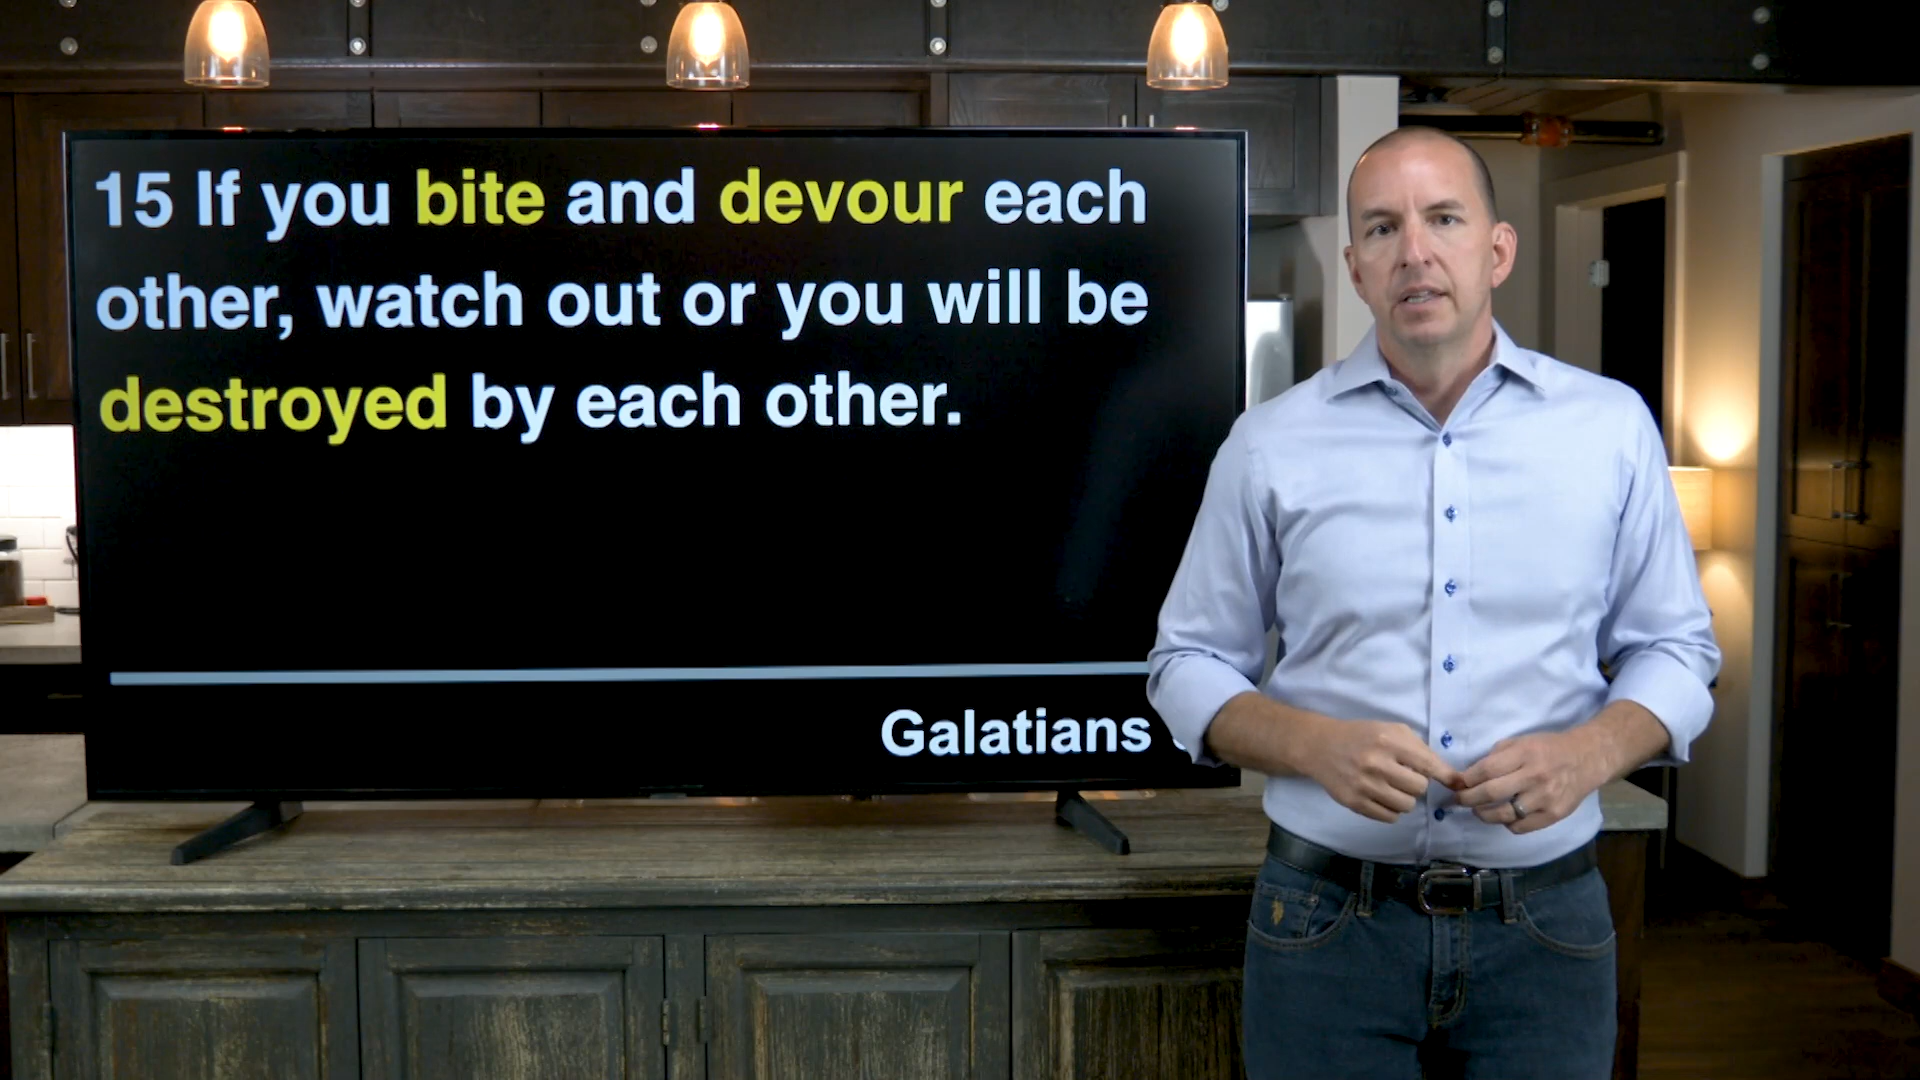 15 If you bite and devour each
other, watch out or you will be
destroyed by each other.
Galatians